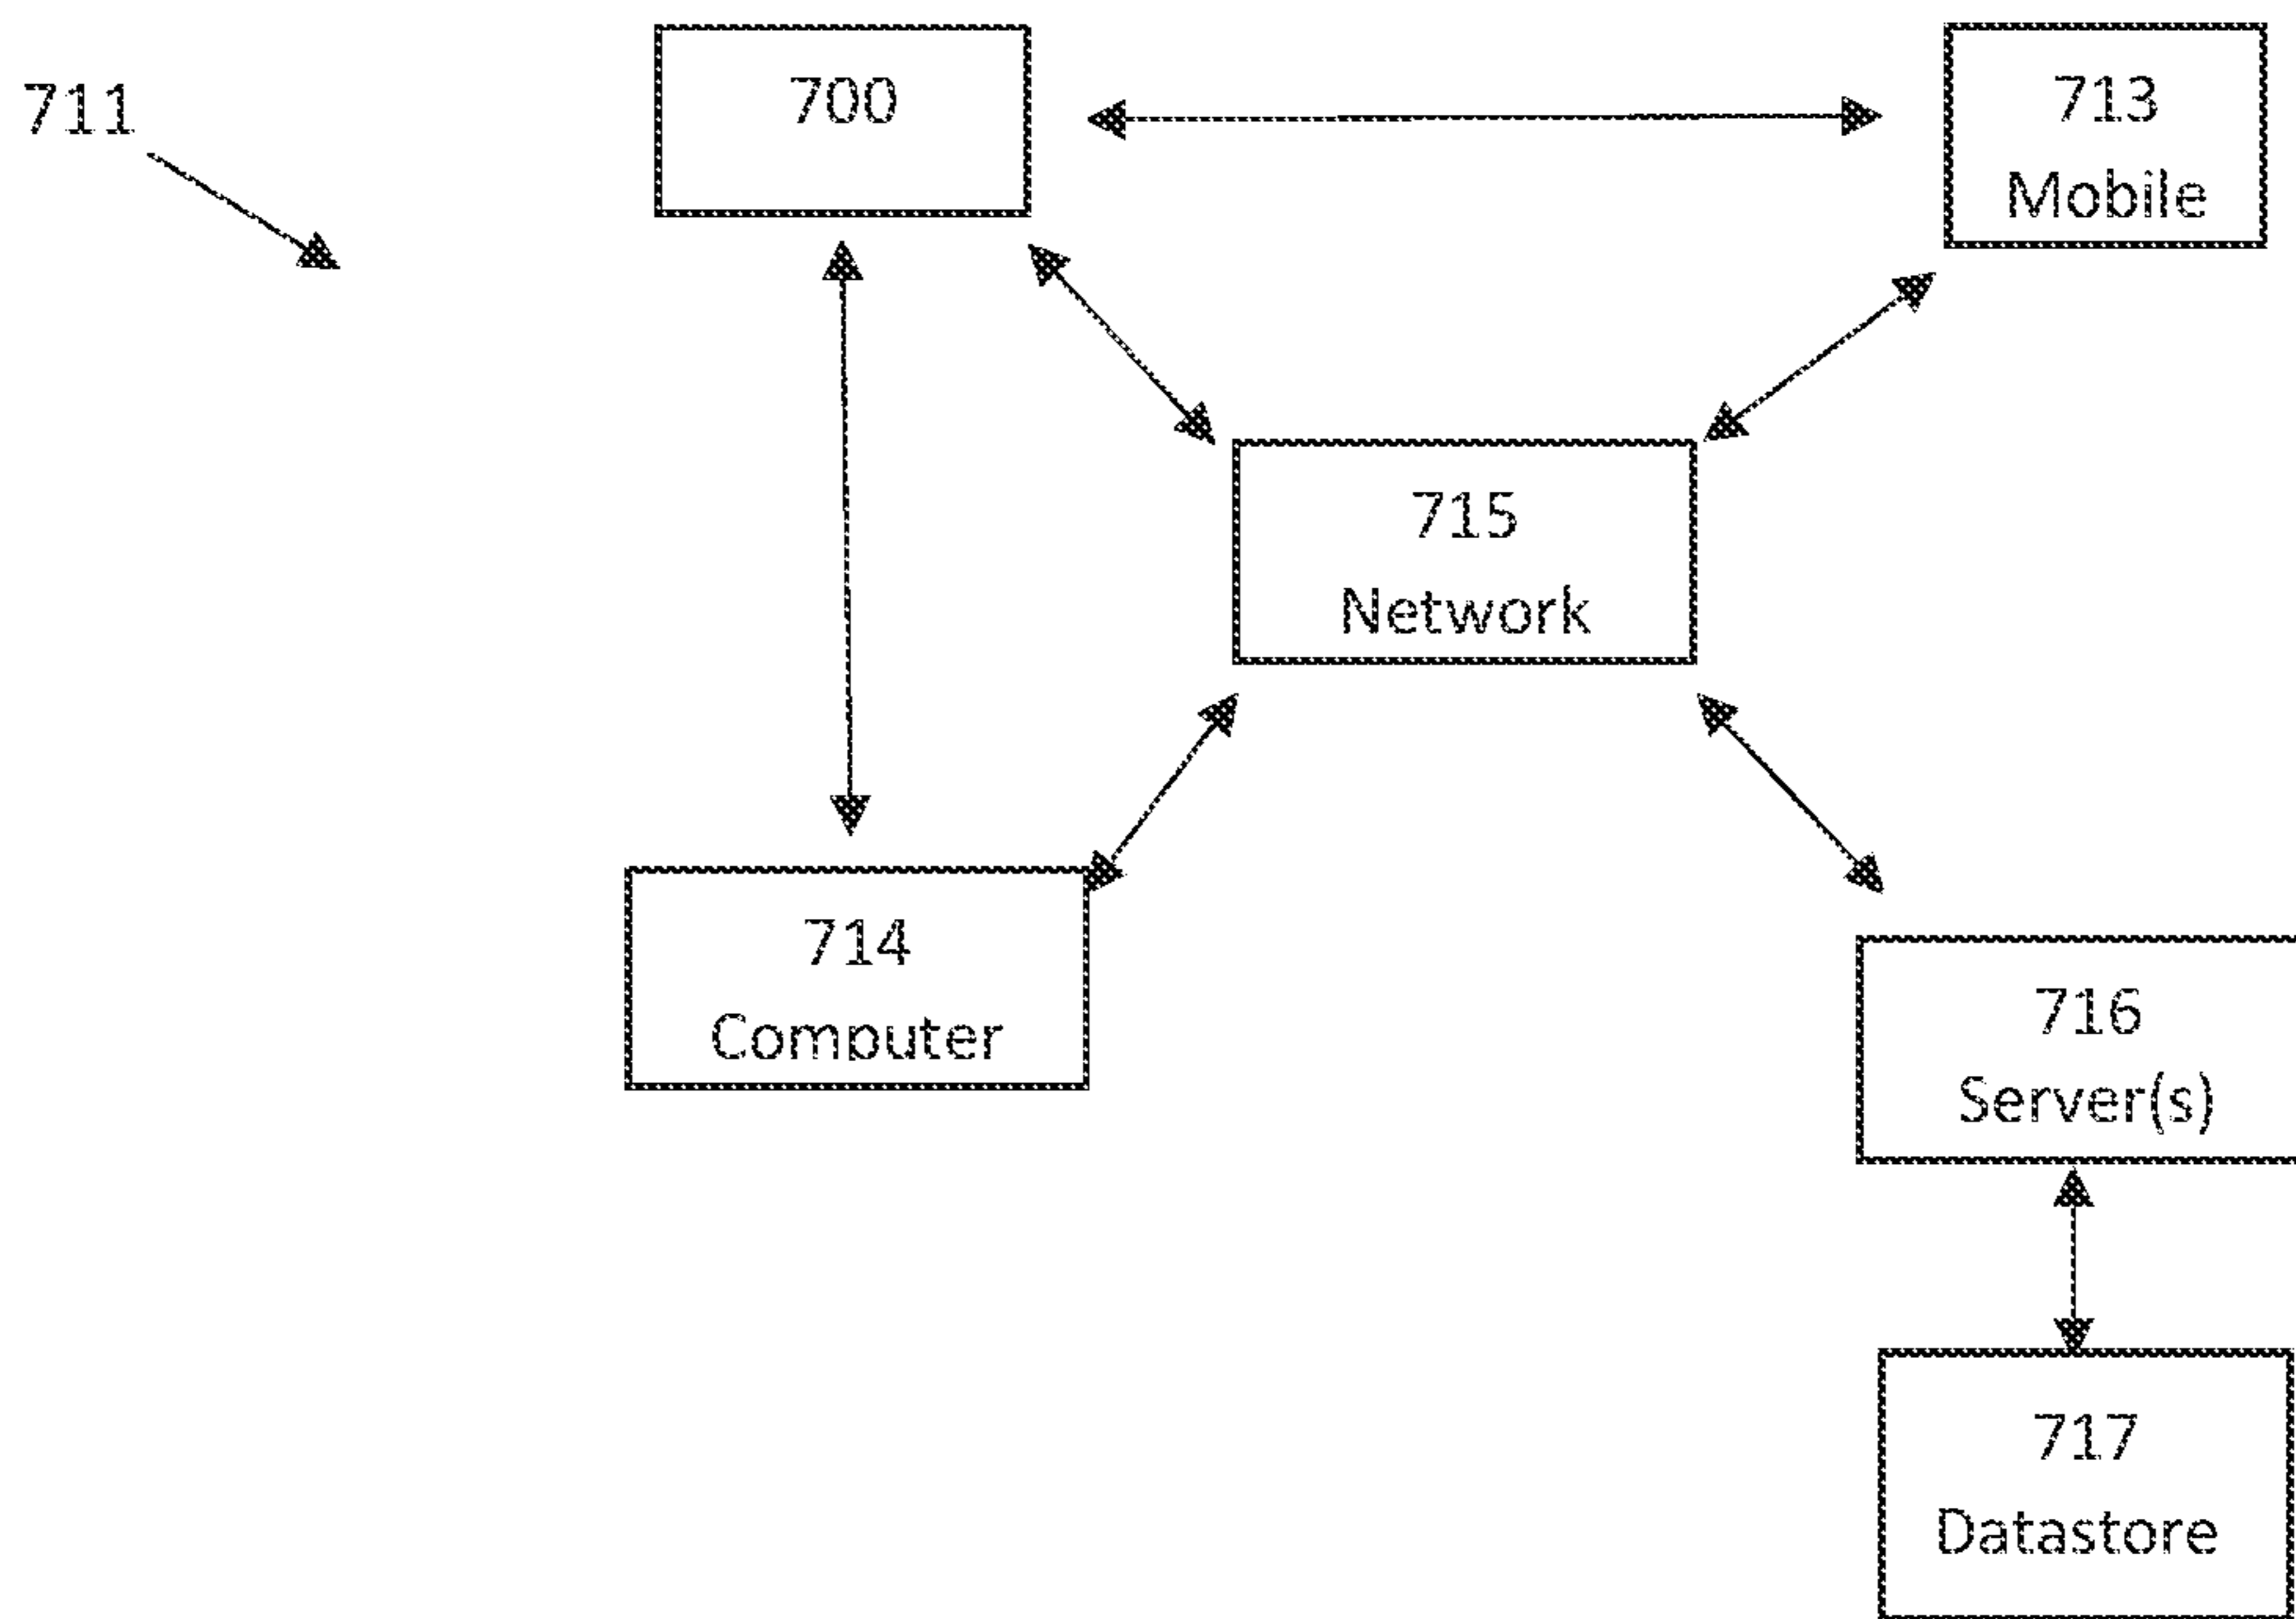 711
700
713
Mobile
715
Network
714
Computer
716
Server(s)
717
Datastore